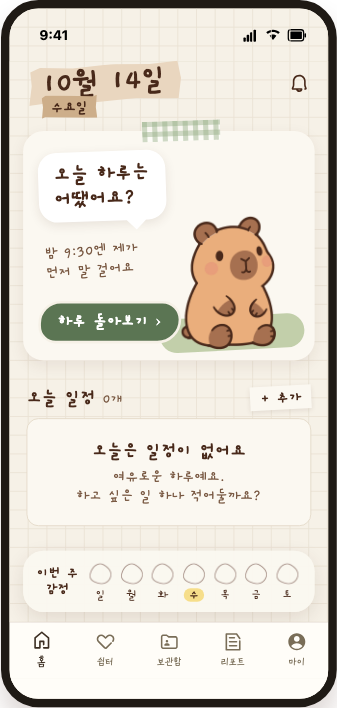 9:41
10월 14일
수요일
오늘 하루는
어땠어요?
밤 9:30엔 제가
먼저 말 걸어요
하루 돌아보기 ›
오늘 일정 0개
+ 추가
오늘은 일정이 없어요
여유로운 하루예요.
하고 싶은 일 하나 적어둘까요?
이번 주
감정
일 월 화 수 목 금 토
홈 쉼터 보관함 리포트 마이